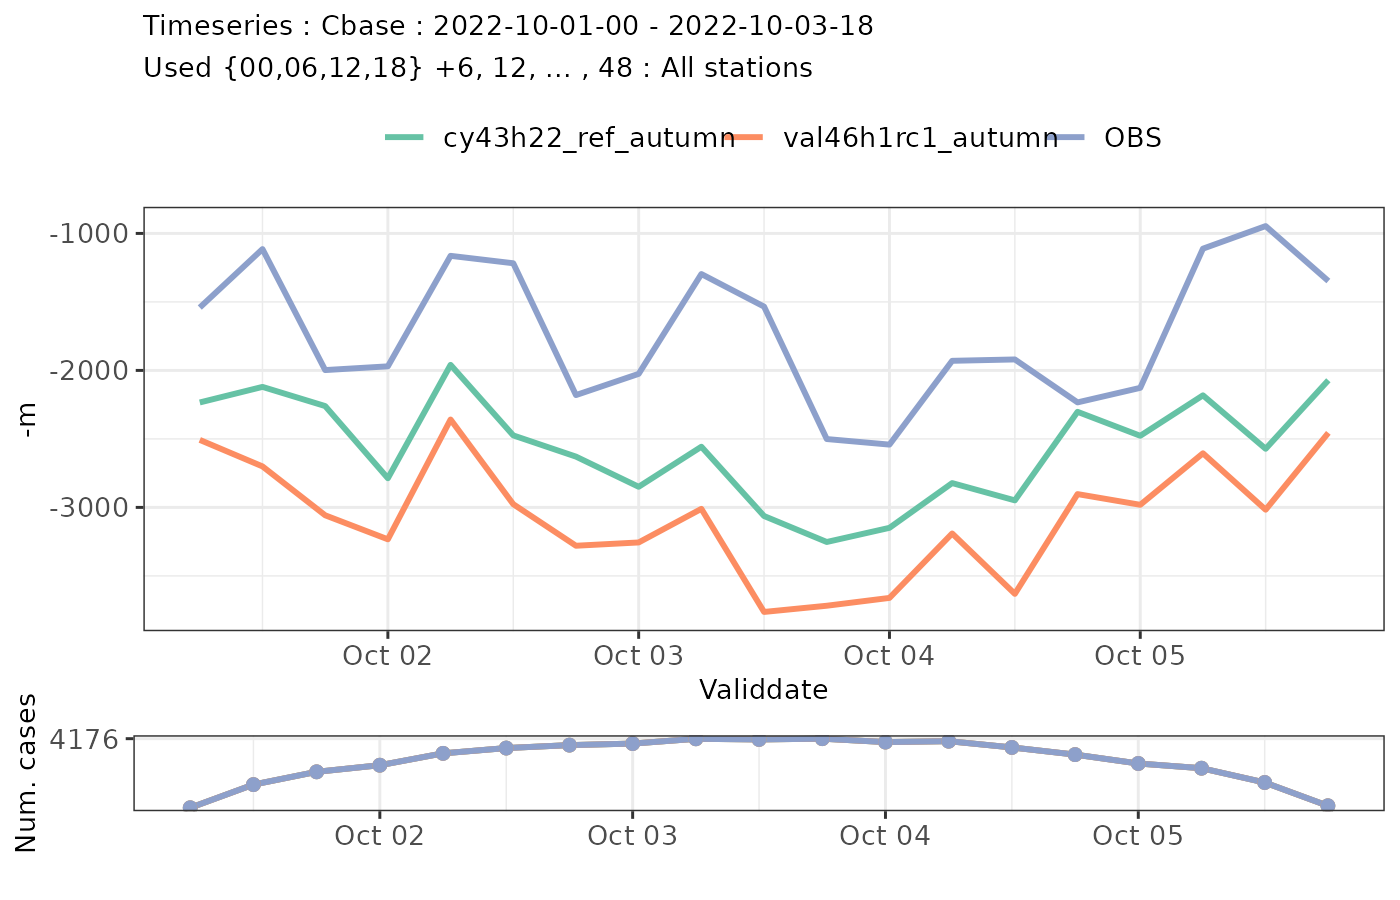 Timeseries : Cbase : 2022-10-01-00 - 2022-10-03-18
Used {00,06,12,18} +6, 12, ... , 48 : All stations
cy43h22_ref_autumn val46h1rc1_autumn OBS
-1000
-2000
-3000
-m
Oct 02 Oct 03 Oct 04 Oct 05
Validdate
4176
Num. cases
Oct 02 Oct 03 Oct 04 Oct 05